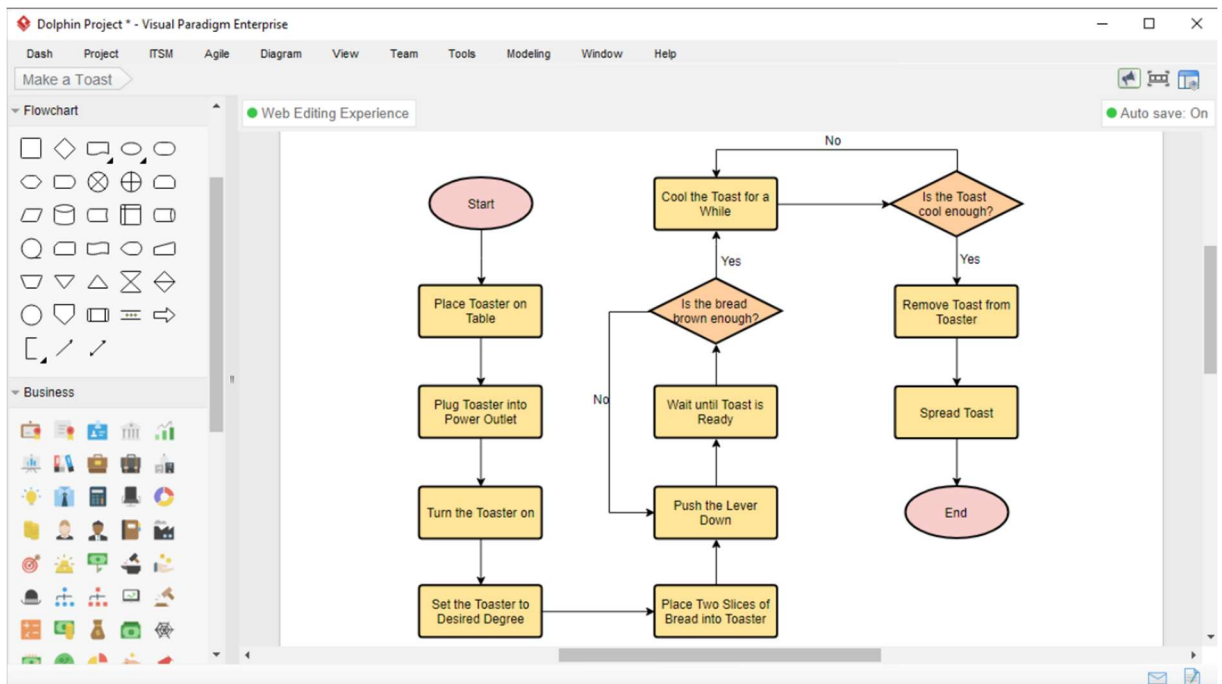 Dolphin Project * - Visual Paradigm Enterprise
Dash Project ITSM Agile Diagram View Team Tools Modeling Window Help
Make a Toast
Flowchart
Web Editing Experience
Auto save: On
Business
Start
Place Toaster on
Table
Plug Toaster into
Power Outlet
Turn the Toaster on
Set the Toaster to
Desired Degree
Place Two Slices of
Bread into Toaster
Push the Lever
Down
Wait until Toast is
Ready
Is the bread
brown enough?
No
Yes
Cool the Toast for a
While
Is the Toast
cool enough?
No
Yes
Remove Toast from
Toaster
Spread Toast
End